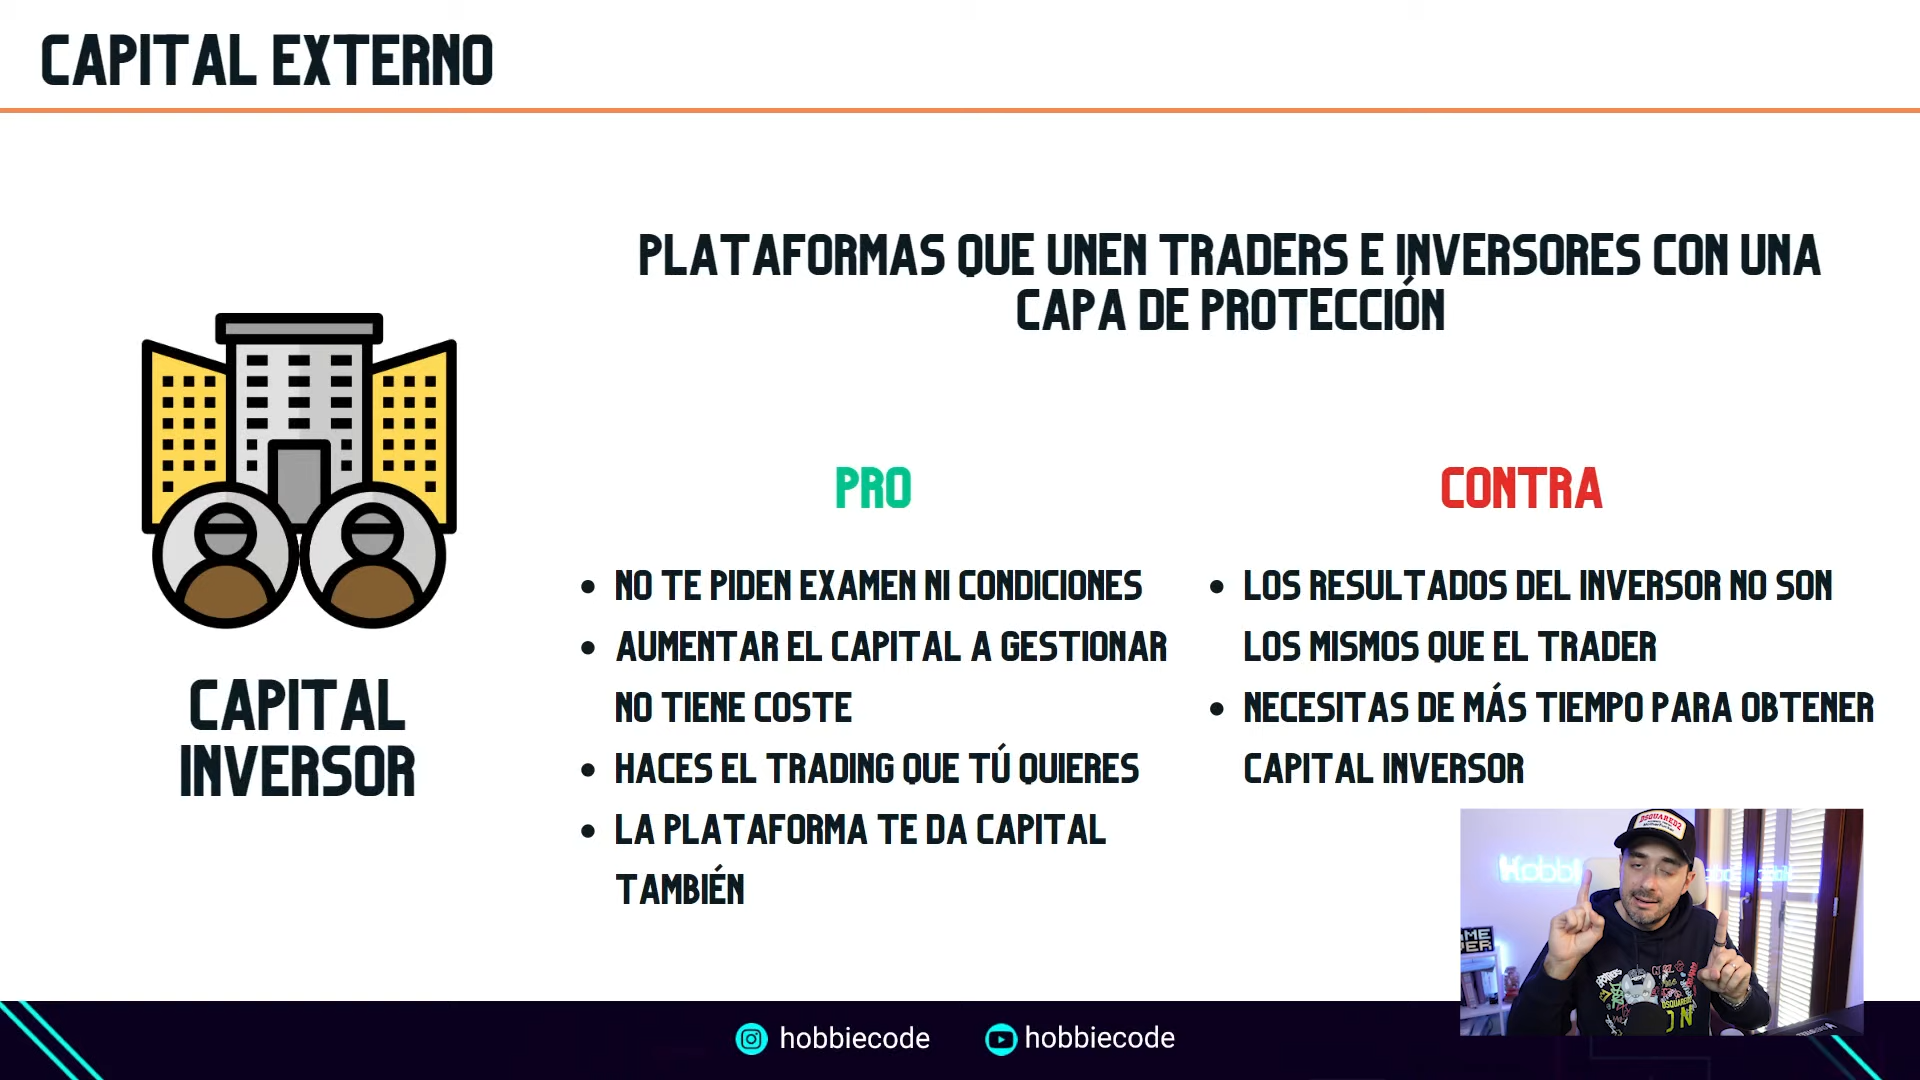 CAPITAL EXTERNO
PLATAFORMAS QUE UNEN TRADERS E INVERSORES CON UNA
CAPA DE PROTECCIÓN
CAPITAL
INVERSOR
PRO
NO TE PIDEN EXAMEN NI CONDICIONES
AUMENTAR EL CAPITAL A GESTIONAR
NO TIENE COSTE
HACES EL TRADING QUE TÚ QUIERES
LA PLATAFORMA TE DA CAPITAL
TAMBIÉN
CONTRA
LOS RESULTADOS DEL INVERSOR NO SON
LOS MISMOS QUE EL TRADER
NECESITAS DE MÁS TIEMPO PARA OBTENER
CAPITAL INVERSOR
DSQUARED2
Hobbi
hobbiecode
hobbiecode